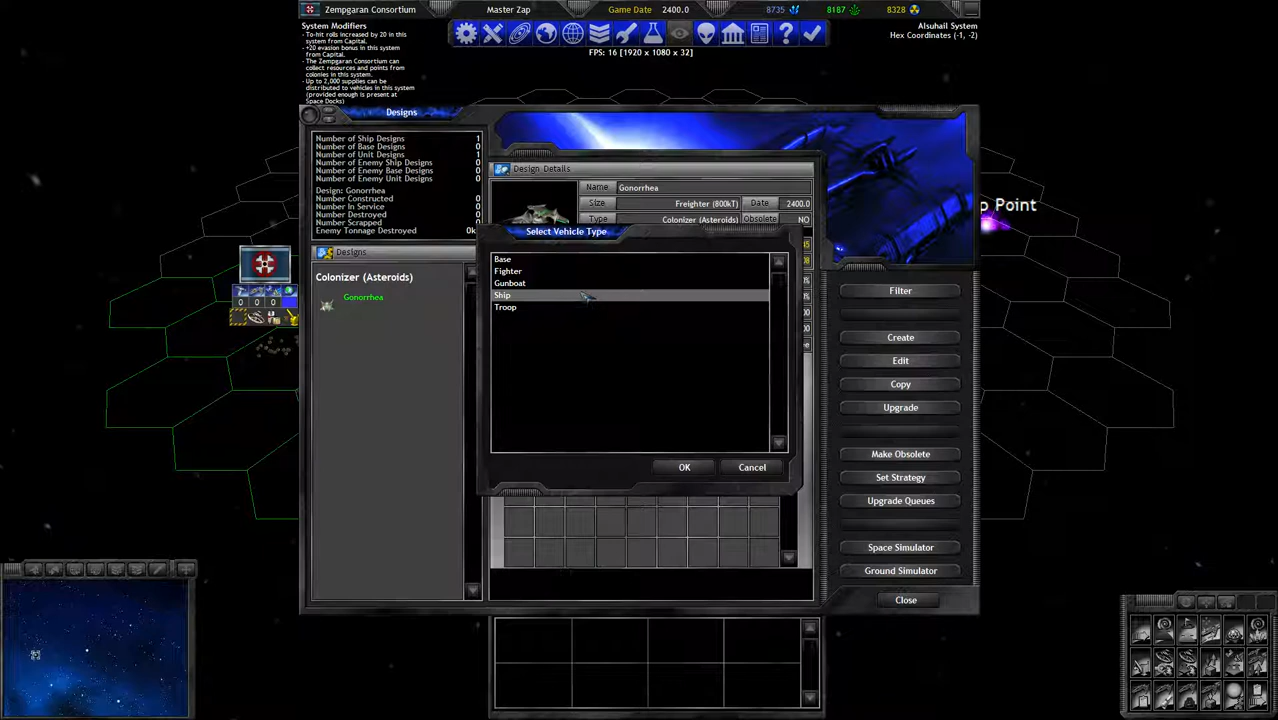 Zempgaran Consortium
Master Zap
Game Date 2400.0
8735
8187
8328
System Modifiers
- To-hit rolls increased by 20 in this
system from Capital.
- +20 evasion bonus in this system
from Capital.
- The Zempgaran Consortium can
collect resources and points from
colonies in this system.
- Up to 2,000 supplies can be
distributed to vehicles in this system
(provided enough is present at
Space Docks)
FPS: 16 [1920 x 1080 x 32]
Alsuhail System
Hex Coordinates (-1, -2)
Designs
Number of Ship Designs 1
Number of Base Designs 0
Number of Unit Designs 1
Number of Enemy Ship Designs 0
Number of Enemy Base Designs 0
Number of Enemy Unit Designs 0
Design: Gonorrhea
Number Constructed 0
Number In Service 0
Number Destroyed 0
Number Scrapped 0
Enemy Tonnage Destroyed 0k
Design Details
Name Gonorrhea
Size Freighter (800kT) Date 2400.0
Type Colonizer (Asteroids) Obsolete NO
p Point
Designs
Colonizer (Asteroids)
Gonorrhea
0 0 0
Select Vehicle Type
Base
Fighter
Gunboat
Ship
Troop
OK
Cancel
Filter
Create
Edit
Copy
Upgrade
Make Obsolete
Set Strategy
Upgrade Queues
Space Simulator
Ground Simulator
Close